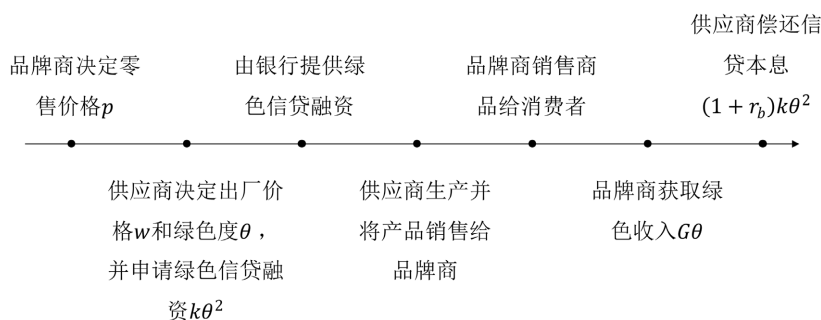 品牌商决定零
售价格p
供应商决定出厂价
格w和绿色度θ，
并申请绿色信贷融
资kθ²
由银行提供绿
色信贷融资
供应商生产并
将产品销售给
品牌商
品牌商销售商
品给消费者
品牌商获取绿
色收入Gθ
供应商偿还信
贷本息
(1 + r_b)kθ²